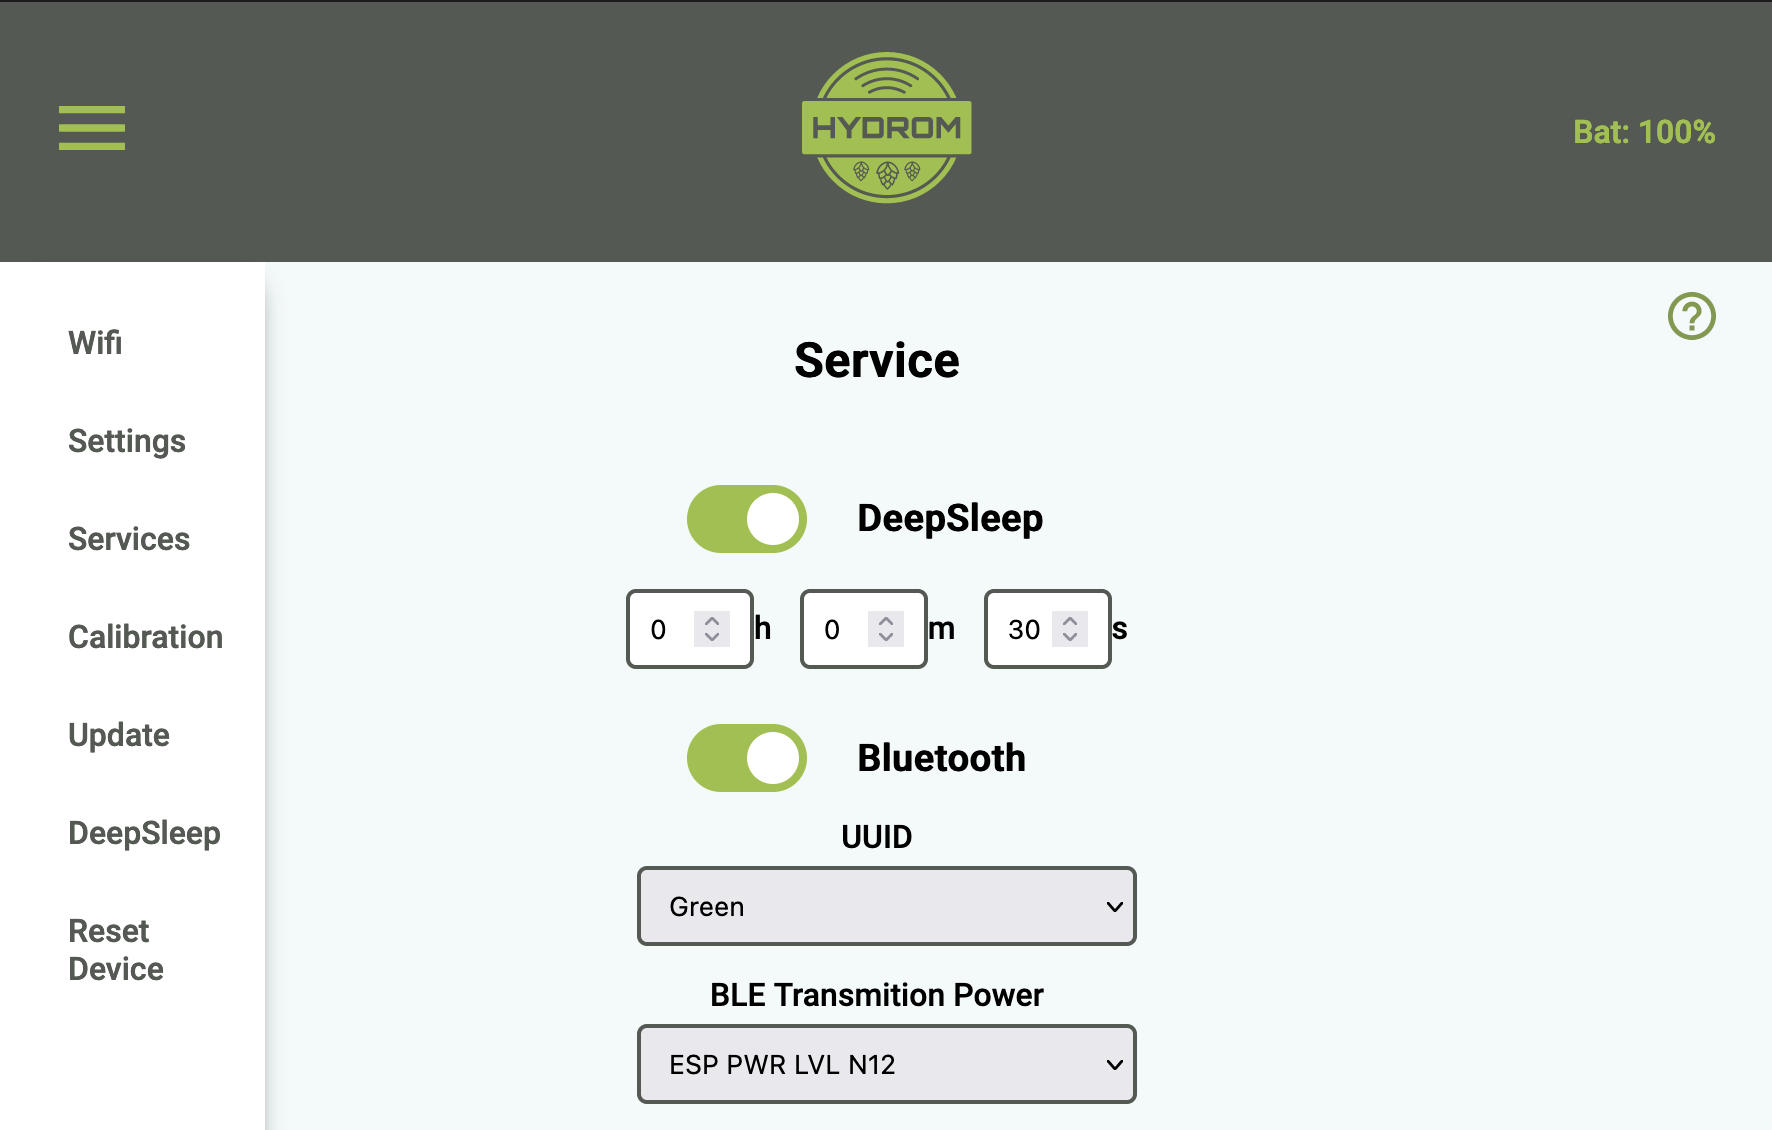 HYDROM
Bat: 100%
Wifi
Settings
Services
Calibration
Update
DeepSleep
Reset
Device
Service
DeepSleep
0 h 0 m 30 s
Bluetooth
UUID
Green
BLE Transmition Power
ESP PWR LVL N12